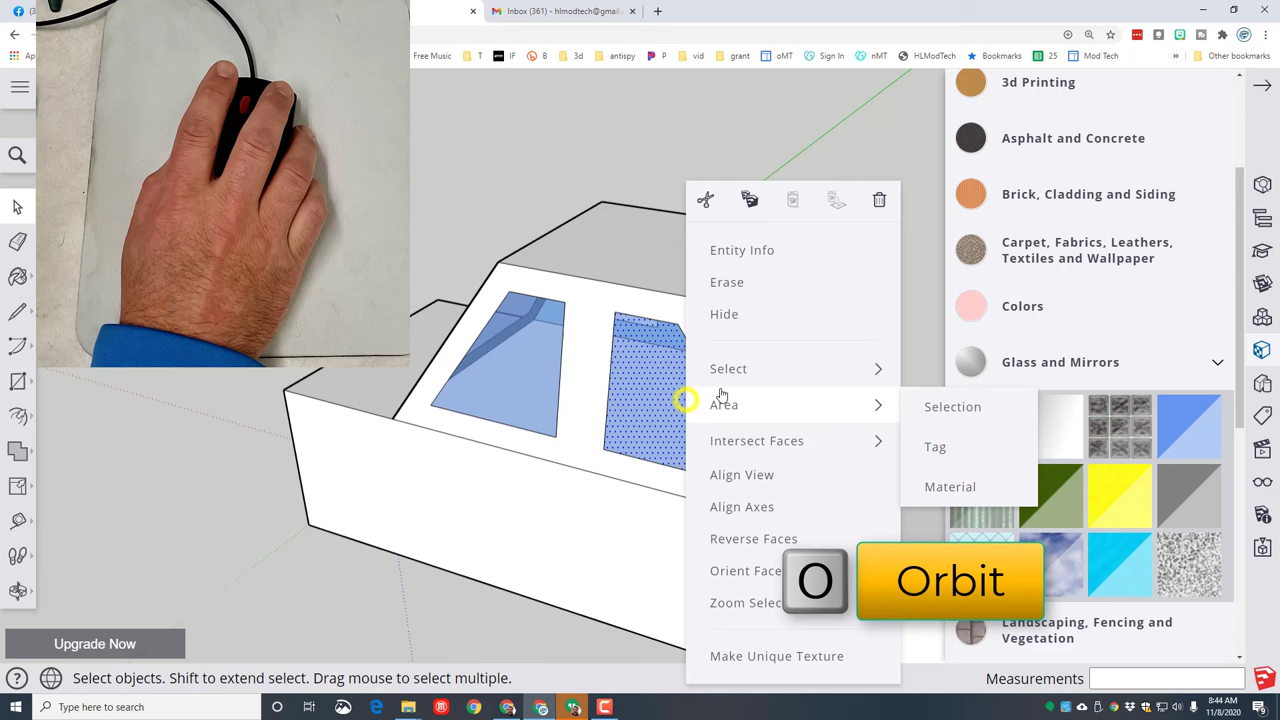 Inbox (361) - hlmodtech@gmail
Free Music
T
IF
B
3d
antispy
P
vid
grant
oMT
Sign In
nMT
HLModTech
Bookmarks
25
Mod Tech
Other bookmarks
3d Printing
Asphalt and Concrete
Brick, Cladding and Siding
Carpet, Fabrics, Leathers,
Textiles and Wallpaper
Colors
Glass and Mirrors
Landscaping, Fencing and
Vegetation
Entity Info
Erase
Hide
Select
Area
Intersect Faces
Align View
Align Axes
Reverse Faces
Orient Face
Zoom Selec
Make Unique Texture
Selection
Tag
Material
O
Orbit
Upgrade Now
Select objects. Shift to extend select. Drag mouse to select multiple.
Measurements
Type here to search
8:44 AM
11/8/2020